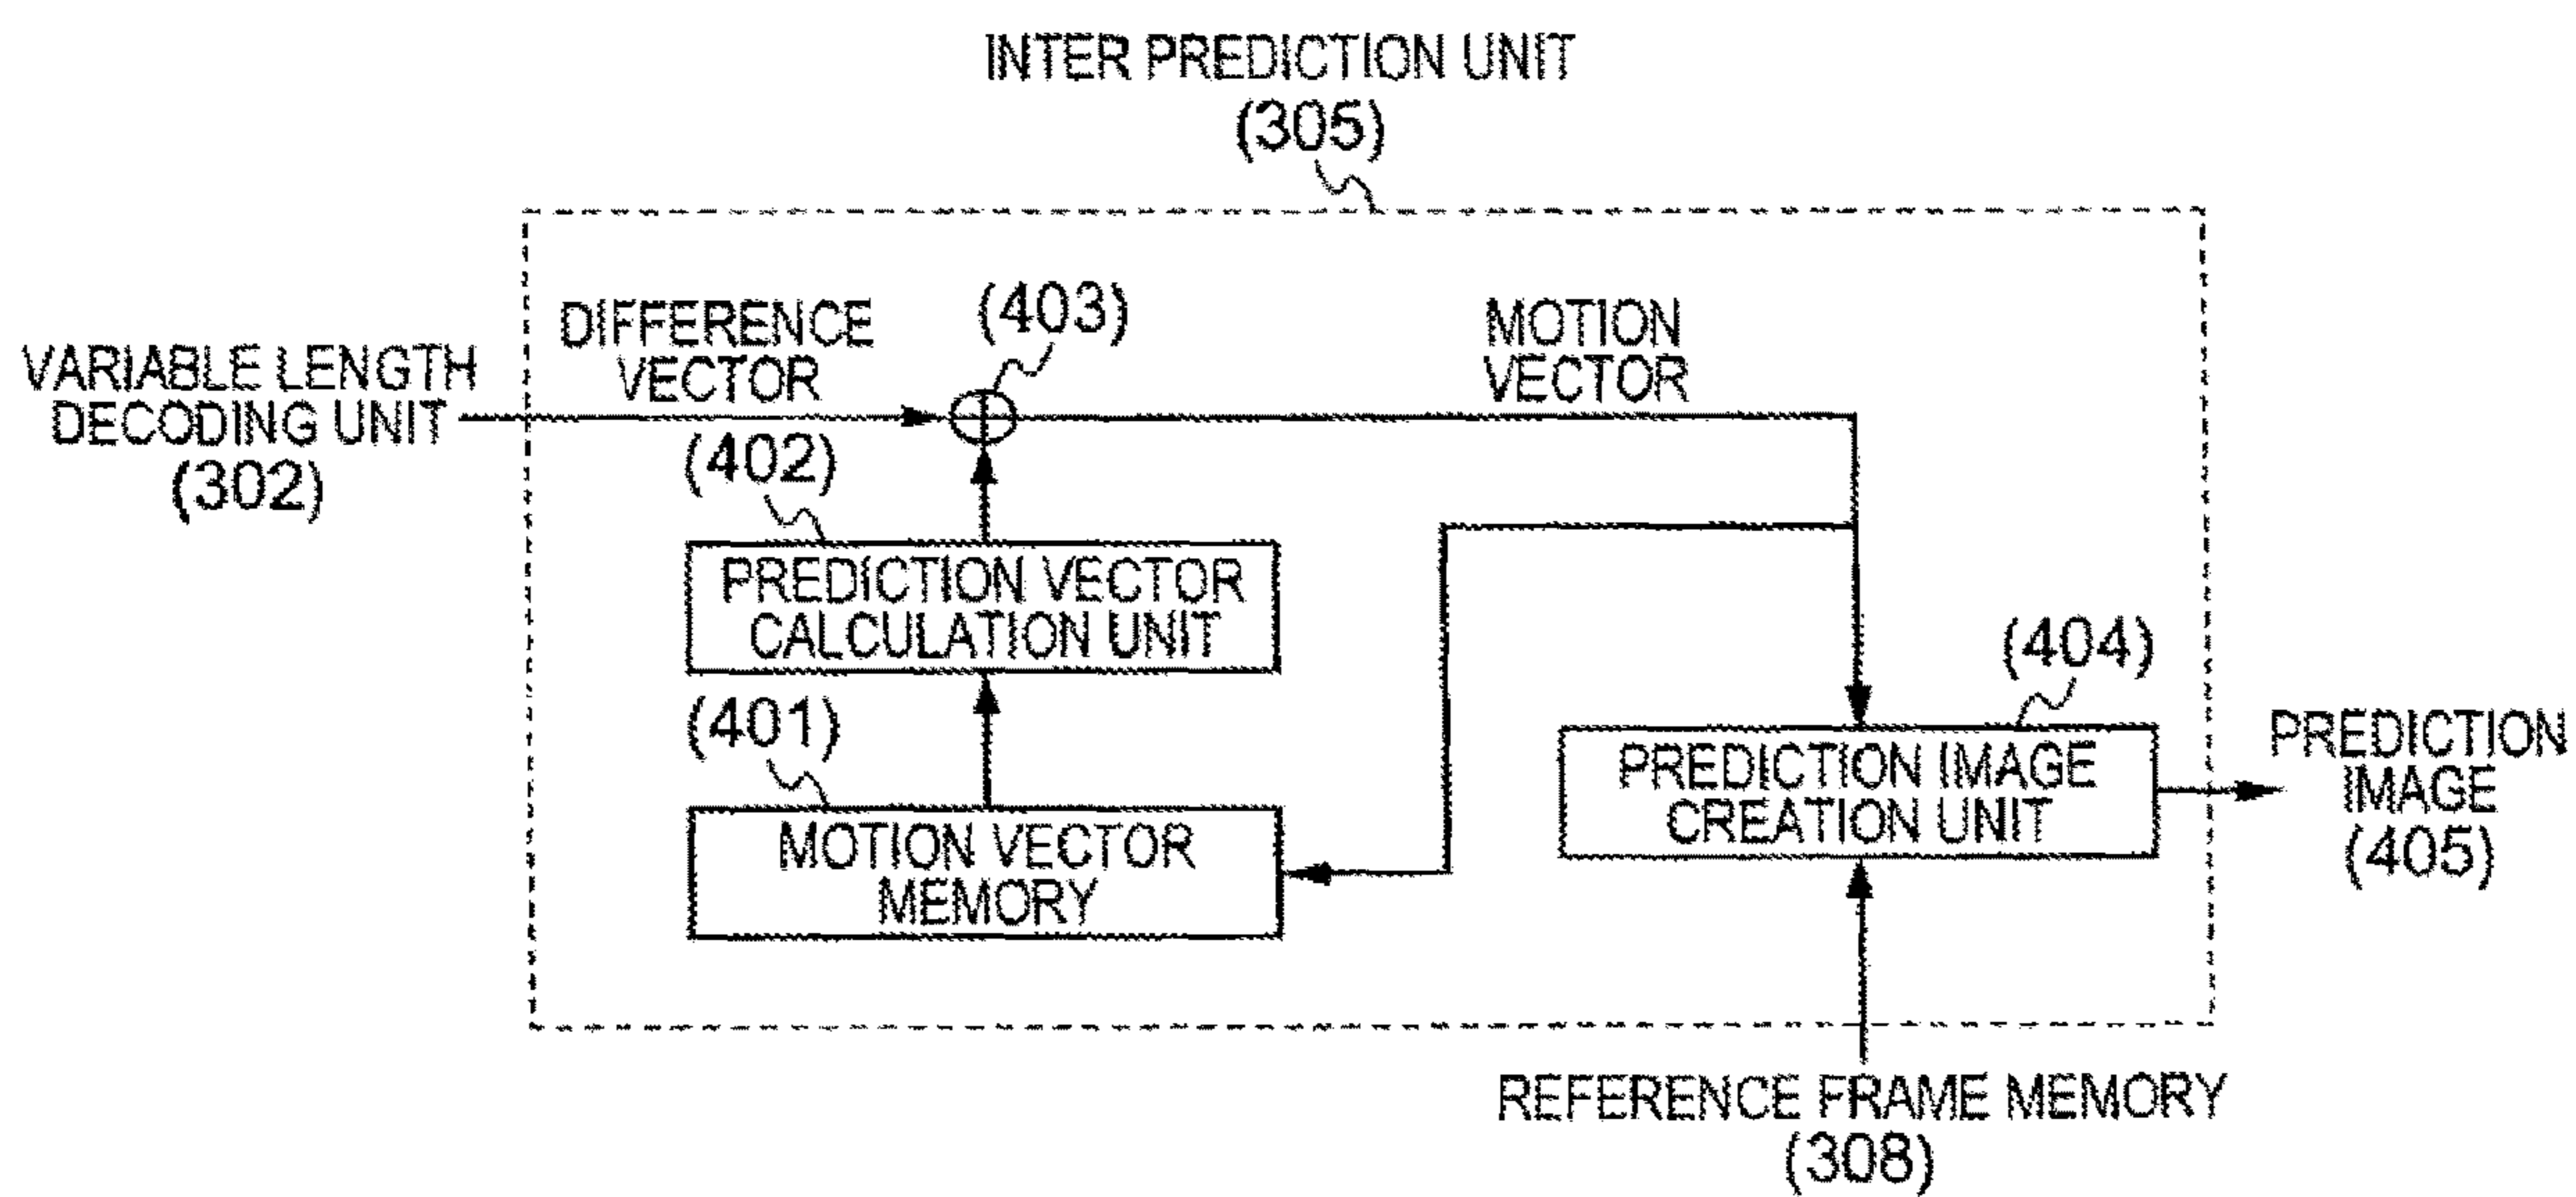 INTER PREDICTION UNIT
(305)
VARIABLE LENGTH
DECODING UNIT
(302)
DIFFERENCE
VECTOR
(403)
MOTION
VECTOR
(402)
PREDICTION VECTOR
CALCULATION UNIT
(401)
MOTION VECTOR
MEMORY
(404)
PREDICTION IMAGE
CREATION UNIT
PREDICTION
IMAGE
(405)
REFERENCE FRAME MEMORY
(308)